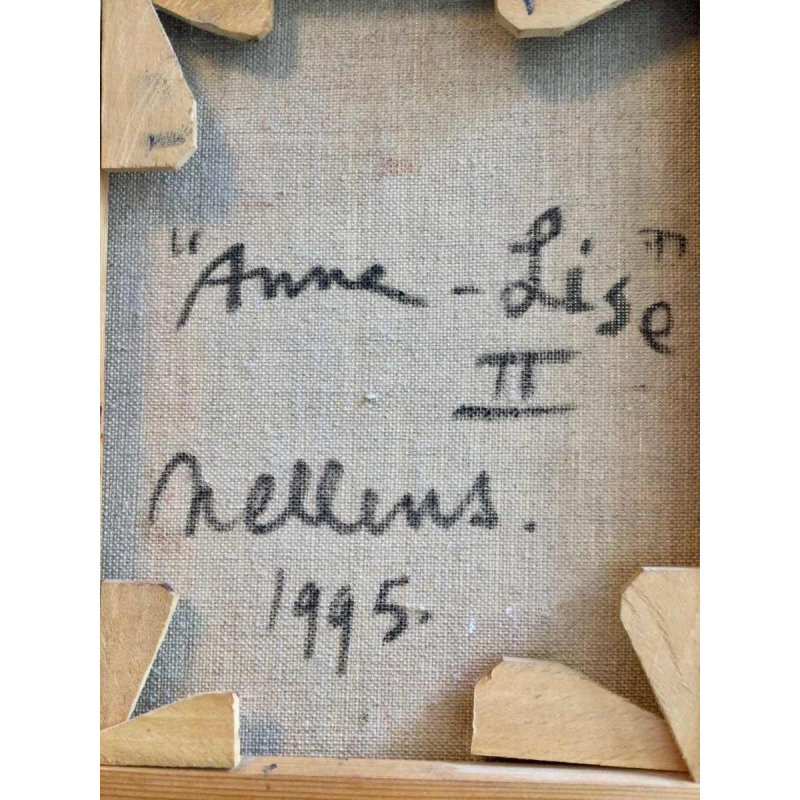 "Anne-Lise"
II
Nellens.
1995.